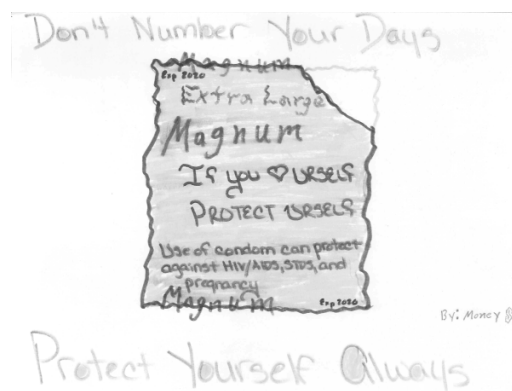 Don't Number Your Days
Magnum
Exp 2020
Extra Large
Magnum
If you ♡ urself
PROTECT URSELF
Use of condom can protect
against HIV/AIDS, STDS, and
pregnancy
Magnum
Exp 2020
By: Money
Protect Yourself Always